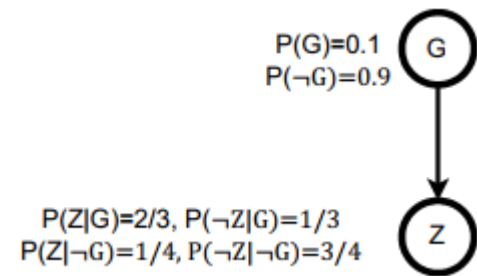 P(G)=0.1
G
P(¬G)=0.9
P(Z|G)=2/3, P(¬Z|G)=1/3
P(Z|¬G)=1/4, P(¬Z|¬G)=3/4
Z